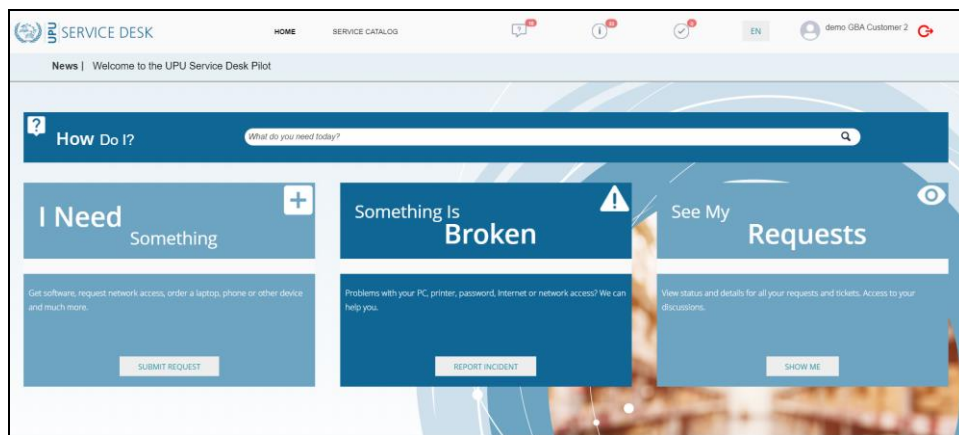 UPU SERVICE DESK HOME SERVICE CATALOG EN demo GBA Customer 2
News | Welcome to the UPU Service Desk Pilot
How Do I? What do you need today?
I Need
Something
Something Is
Broken
See My
Requests
Get software, request network access, order a laptop, phone or other device
and much more.
Problems with your PC, printer, password, Internet or network access? We can
help you.
View status and details for all your requests and tickets. Access to your
discussions.
SUBMIT REQUEST
REPORT INCIDENT
SHOW ME